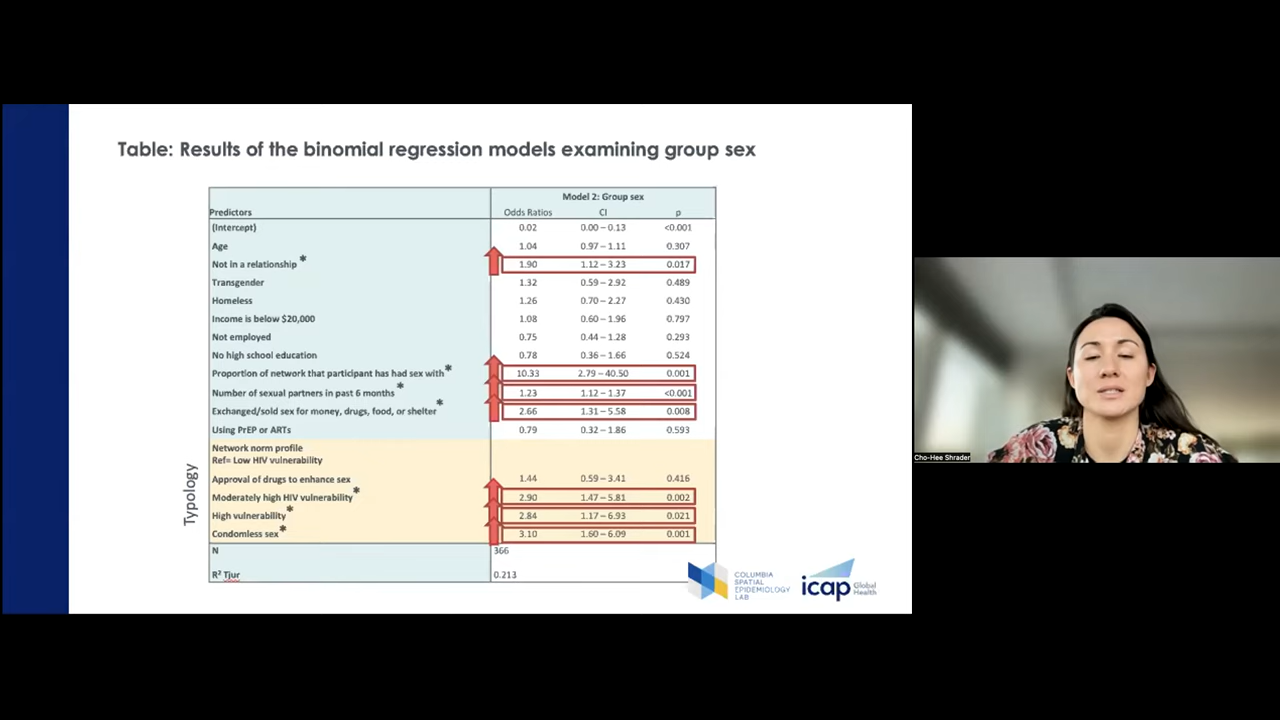 Table: Results of the binomial regression models examining group sex
Model 2: Group sex
Predictors Odds Ratios CI p
(Intercept) 0.02 0.00 – 0.13 <0.001
Age 1.04 0.97 – 1.11 0.307
Not in a relationship * 1.90 1.12 – 3.23 0.017
Transgender 1.32 0.59 – 2.92 0.489
Homeless 1.26 0.70 – 2.27 0.430
Income is below $20,000 1.08 0.60 – 1.96 0.797
Not employed 0.75 0.44 – 1.28 0.293
No high school education 0.78 0.36 – 1.66 0.524
Proportion of network that participant has had sex with* 10.33 2.79 – 40.50 0.001
Number of sexual partners in past 6 months * 1.23 1.12 – 1.37 <0.001
Exchanged/sold sex for money, drugs, food, or shelter* 2.66 1.31 – 5.58 0.008
Using PrEP or ARTs 0.79 0.32 – 1.86 0.593
Network norm profile
Ref= Low HIV vulnerability
Approval of drugs to enhance sex 1.44 0.59 – 3.41 0.416
Moderately high HIV vulnerability* 2.90 1.47 – 5.81 0.002
High vulnerability* 2.84 1.17 – 6.93 0.021
Condomless sex* 3.10 1.60 – 6.09 0.001
N 366
R² Tjur 0.213
Typology
COLUMBIA
SPATIAL
EPIDEMIOLOGY
LAB
icap Global
Health
Cho-Hee Shrader